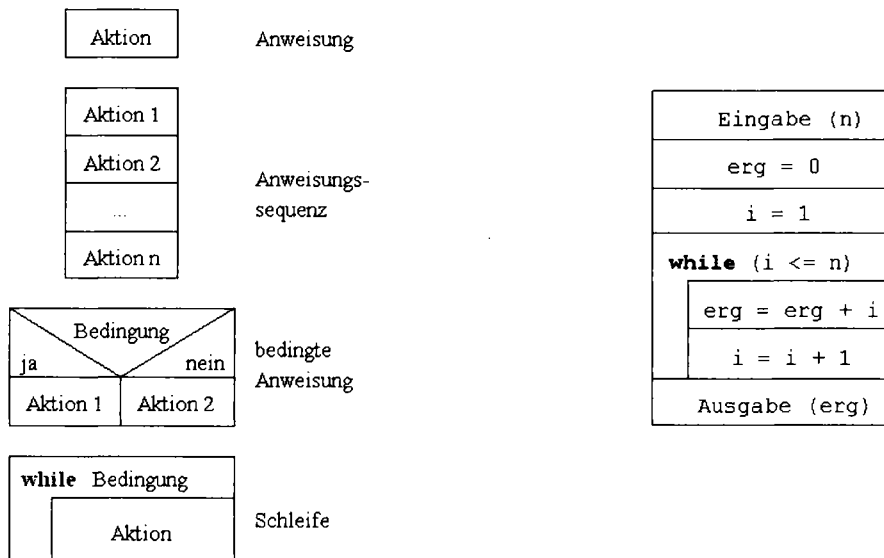 Aktion
Anweisung
Aktion 1
Aktion 2
...
Aktion n
Anweisungs-
sequenz
Bedingung
ja
nein
Aktion 1
Aktion 2
bedingte
Anweisung
while Bedingung
Aktion
Schleife
Eingabe (n)
erg = 0
i = 1
while (i <= n)
erg = erg + i
i = i + 1
Ausgabe (erg)